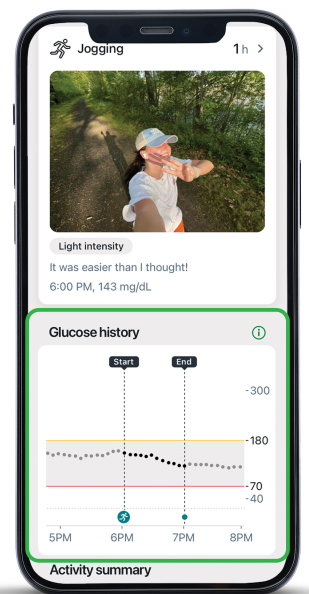 Jogging 1 h
Light intensity
It was easier than I thought!
6:00 PM, 143 mg/dL
Glucose history
Start End
300
180
70
40
5PM 6PM 7PM 8PM
Activity summary